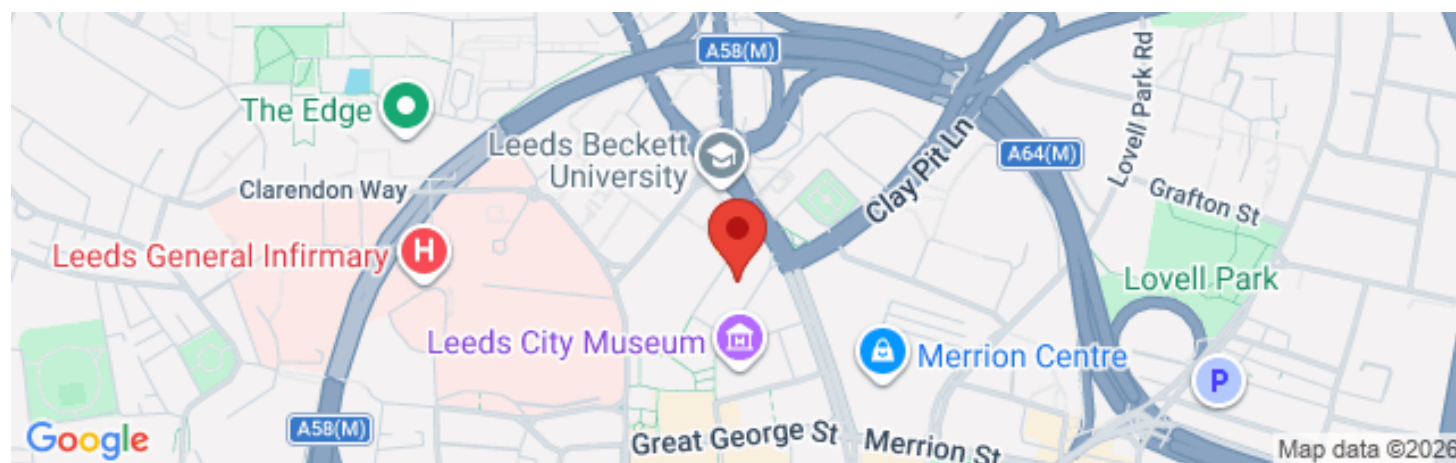 A58(M)
The Edge
Leeds Beckett
University
Clay Pit Ln
A64(M)
Lovell Park Rd
Clarendon Way
Grafton St
Leeds General Infirmary
H
Lovell Park
Leeds City Museum
Merrion Centre
P
A58(M)
Great George St
Merrion St
Google
Map data ©2026